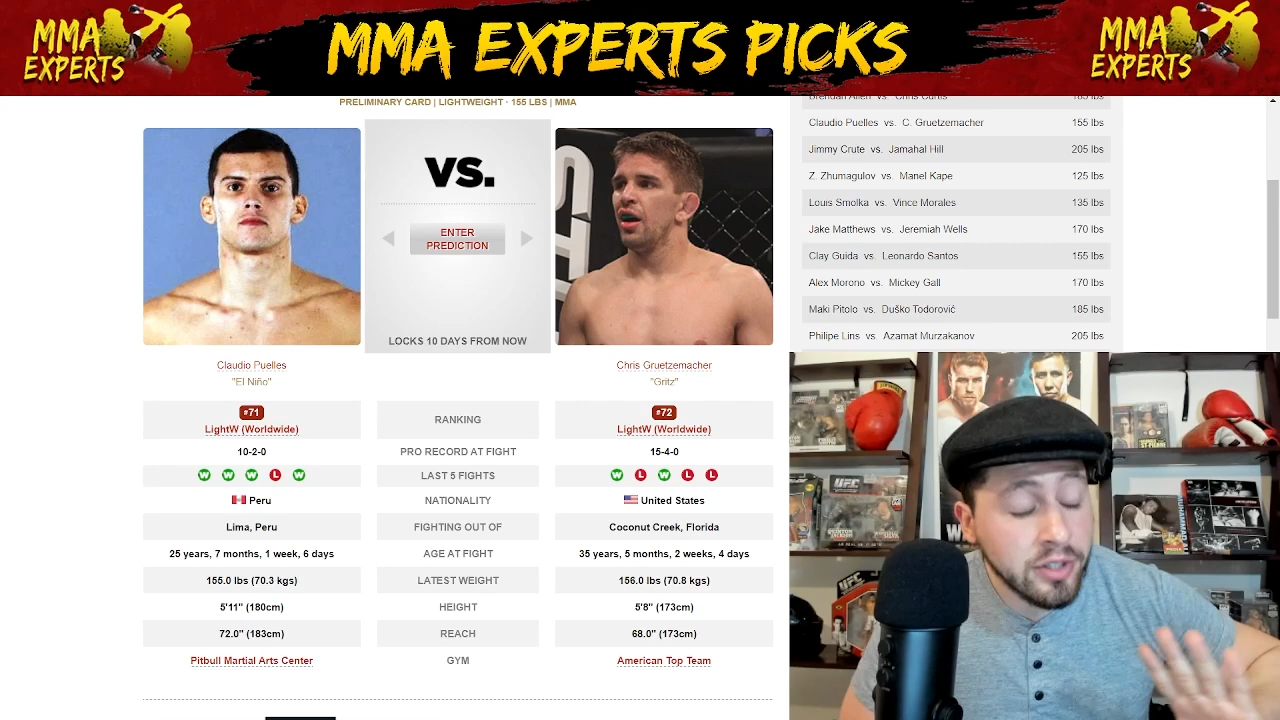 MMA
EXPERTS
MMA EXPERTS PICKS
MMA
EXPERTS
PRELIMINARY CARD | LIGHTWEIGHT · 155 LBS | MMA
VS.
ENTER
PREDICTION
LOCKS 10 DAYS FROM NOW
Claudio Puelles
"El Niño"
Chris Gruetzemacher
"Gritz"
#71
LightW (Worldwide)
RANKING
#72
LightW (Worldwide)
10-2-0
PRO RECORD AT FIGHT
15-4-0
W W W L W
LAST 5 FIGHTS
W L W L L
Peru
NATIONALITY
United States
Lima, Peru
FIGHTING OUT OF
Coconut Creek, Florida
25 years, 7 months, 1 week, 6 days
AGE AT FIGHT
35 years, 5 months, 2 weeks, 4 days
155.0 lbs (70.3 kgs)
LATEST WEIGHT
156.0 lbs (70.8 kgs)
5'11" (180cm)
HEIGHT
5'8" (173cm)
72.0" (183cm)
REACH
68.0" (173cm)
Pitbull Martial Arts Center
GYM
American Top Team
Brendan Allen vs. Chris Curtis 185 lbs
Claudio Puelles vs. C. Gruetzemacher 155 lbs
Jimmy Crute vs. Jamahal Hill 205 lbs
Z. Zhumagulov vs. Manel Kape 125 lbs
Louis Smolka vs. Vince Morales 135 lbs
Jake Matthews vs. Jeremiah Wells 170 lbs
Clay Guida vs. Leonardo Santos 155 lbs
Alex Morono vs. Mickey Gall 170 lbs
Maki Pitolo vs. Duško Todorović 185 lbs
Philipe Lins vs. Azamat Murzakanov 205 lbs
UFC
UFC